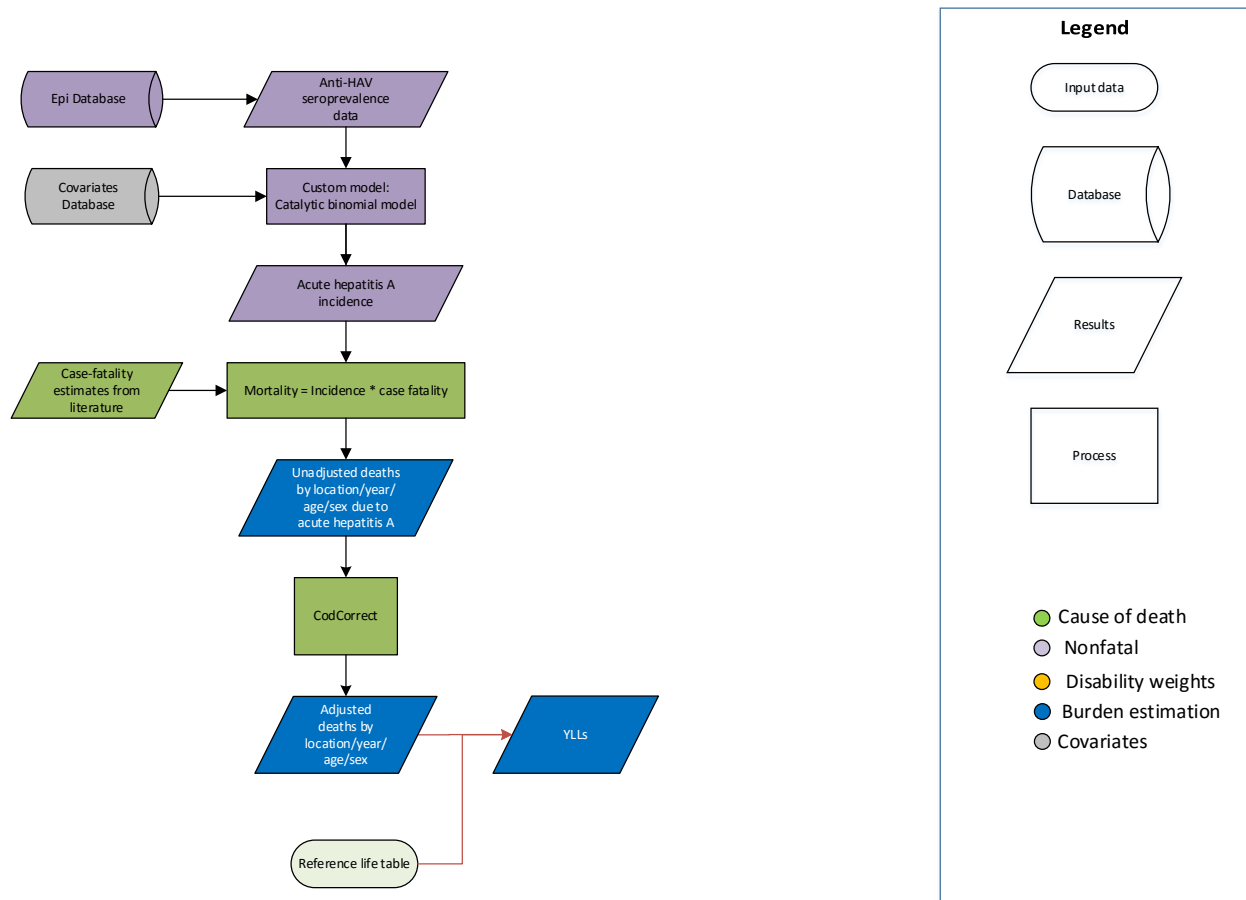 Epi Database
Anti-HAV
seroprevalence
data
Covariates
Database
Custom model:
Catalytic binomial model
Acute hepatitis A
incidence
Case-fatality
estimates from
literature
Mortality = Incidence * case fatality
Unadjusted deaths
by location/year/
age/sex due to
acute hepatitis A
CodCorrect
Adjusted
deaths by
location/year/
age/sex
YLLs
Reference life table
Legend
Input data
Database
Results
Process
Cause of death
Nonfatal
Disability weights
Burden estimation
Covariates